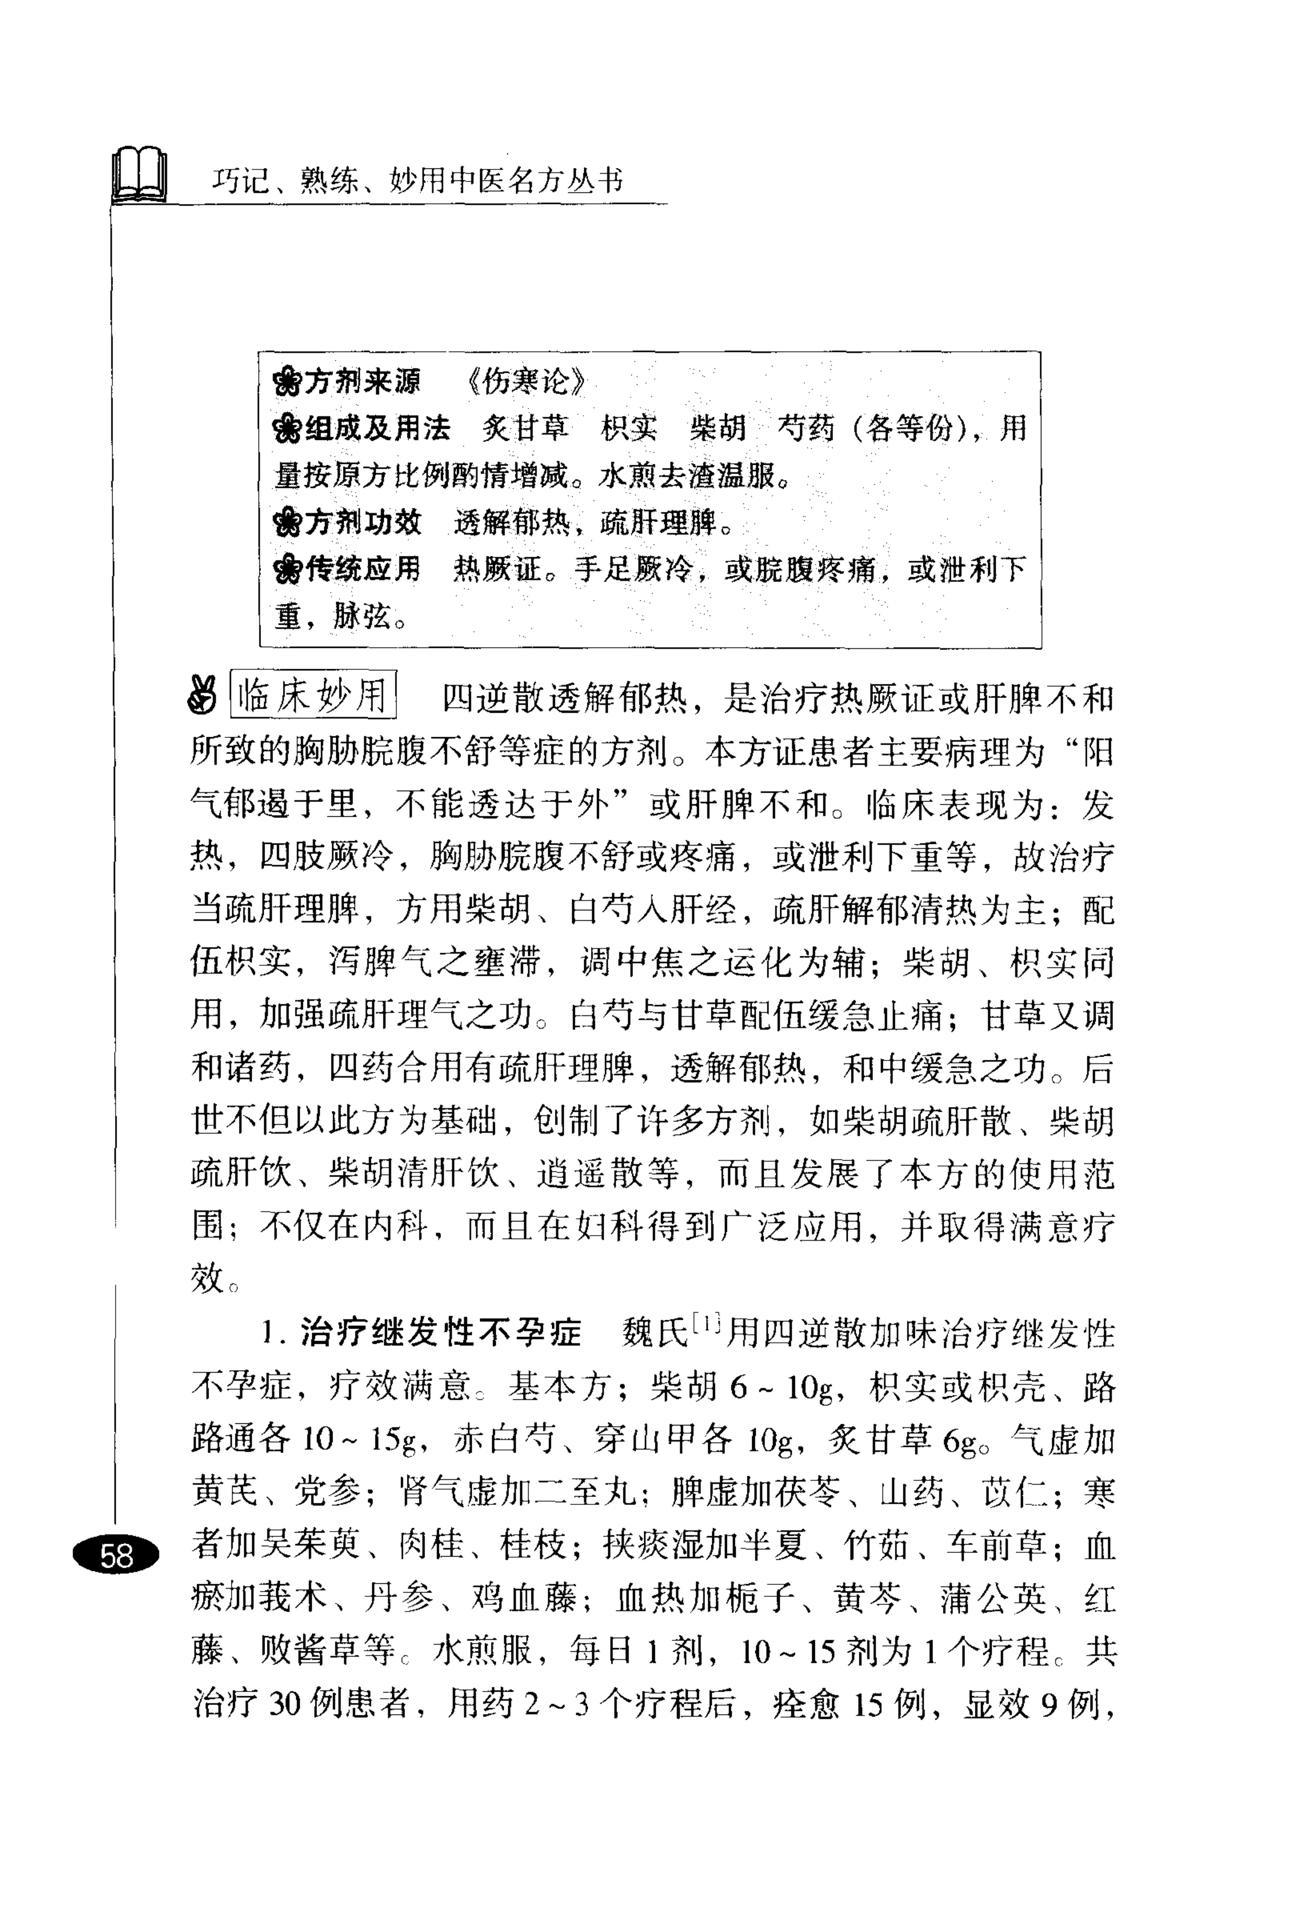 巧记、熟练、妙用中医名方丛书
方剂来源 《伤寒论》
组成及用法 炙甘草 枳实 柴胡 芍药（各等份），用
量按原方比例酌情增减。水煎去渣温服。
方剂功效 透解郁热，疏肝理脾。
传统应用 热厥证。手足厥冷，或脘腹疼痛，或泄利下
重，脉弦。
临床妙用 四逆散透解郁热，是治疗热厥证或肝脾不和
所致的胸胁脘腹不舒等症的方剂。本方证患者主要病理为“阳
气郁遏于里，不能透达于外”或肝脾不和。临床表现为：发
热，四肢厥冷，胸胁脘腹不舒或疼痛，或泄利下重等，故治疗
当疏肝理脾，方用柴胡、白芍入肝经，疏肝解郁清热为主；配
伍枳实，泻脾气之壅滞，调中焦之运化为辅；柴胡、枳实同
用，加强疏肝理气之功。白芍与甘草配伍缓急止痛；甘草又调
和诸药，四药合用有疏肝理脾，透解郁热，和中缓急之功。后
世不但以此方为基础，创制了许多方剂，如柴胡疏肝散、柴胡
疏肝饮、柴胡清肝饮、逍遥散等，而且发展了本方的使用范
围；不仅在内科，而且在妇科得到广泛应用，并取得满意疗
效。
1. 治疗继发性不孕症 魏氏[1]用四逆散加味治疗继发性
不孕症，疗效满意。基本方；柴胡 6～10g，枳实或枳壳、路
路通各 10～15g，赤白芍、穿山甲各 10g，炙甘草 6g。气虚加
黄芪、党参；肾气虚加二至丸；脾虚加茯苓、山药、苡仁；寒
者加吴茱萸、肉桂、桂枝；挟痰湿加半夏、竹茹、车前草；血
瘀加莪术、丹参、鸡血藤；血热加栀子、黄芩、蒲公英、红
藤、败酱草等。水煎服，每日 1 剂，10～15 剂为 1 个疗程。共
治疗 30 例患者，用药 2～3 个疗程后，痊愈 15 例，显效 9 例，
58